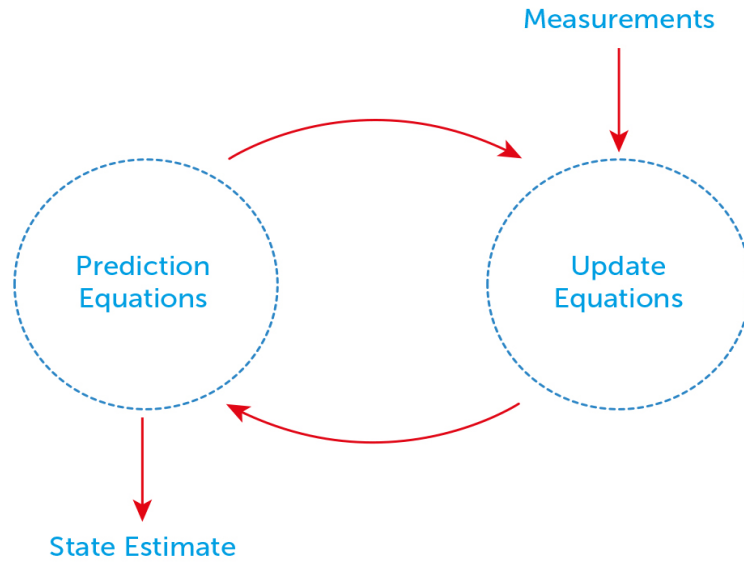 Measurements
Prediction
Equations
Update
Equations
State Estimate